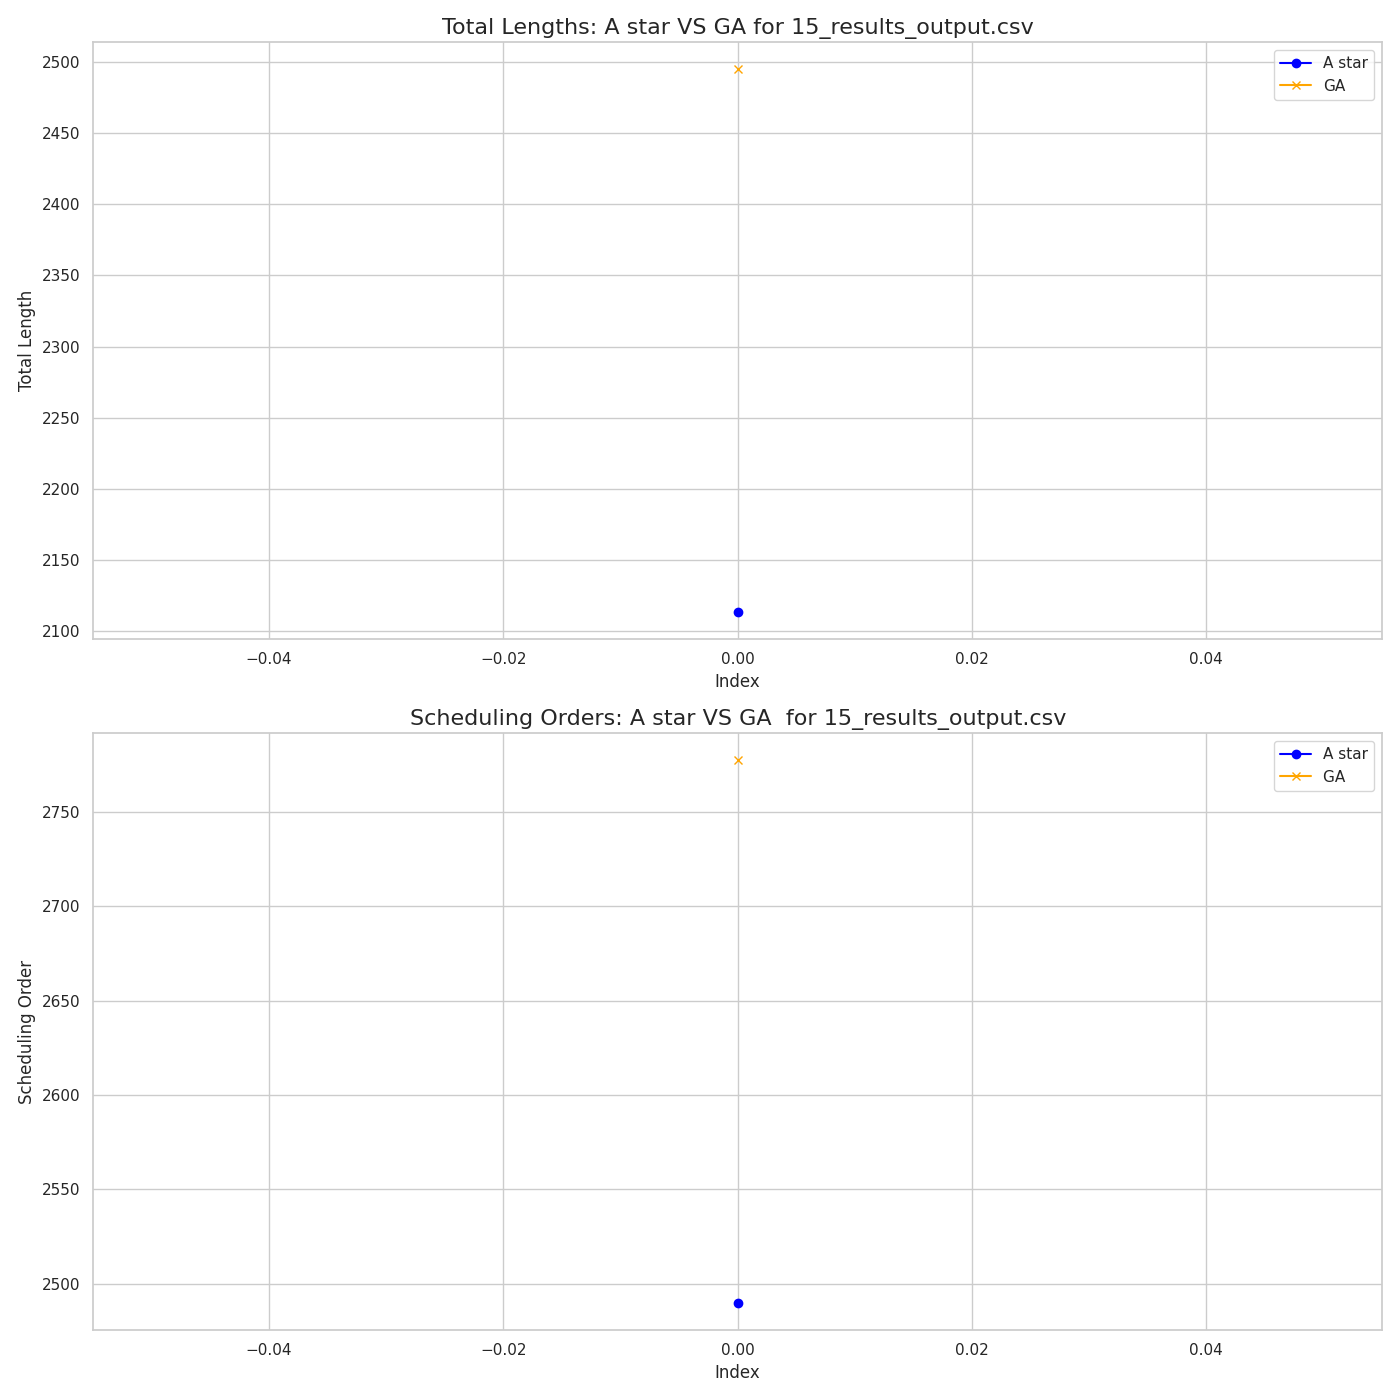 Total Lengths: A star VS GA for 15_results_output.csv
A star
GA
2500
2450
2400
2350
2300
2250
2200
2150
2100
Total Length
−0.04
−0.02
0.00
0.02
0.04
Index
Scheduling Orders: A star VS GA  for 15_results_output.csv
A star
GA
2750
2700
2650
2600
2550
2500
Scheduling Order
−0.04
−0.02
0.00
0.02
0.04
Index